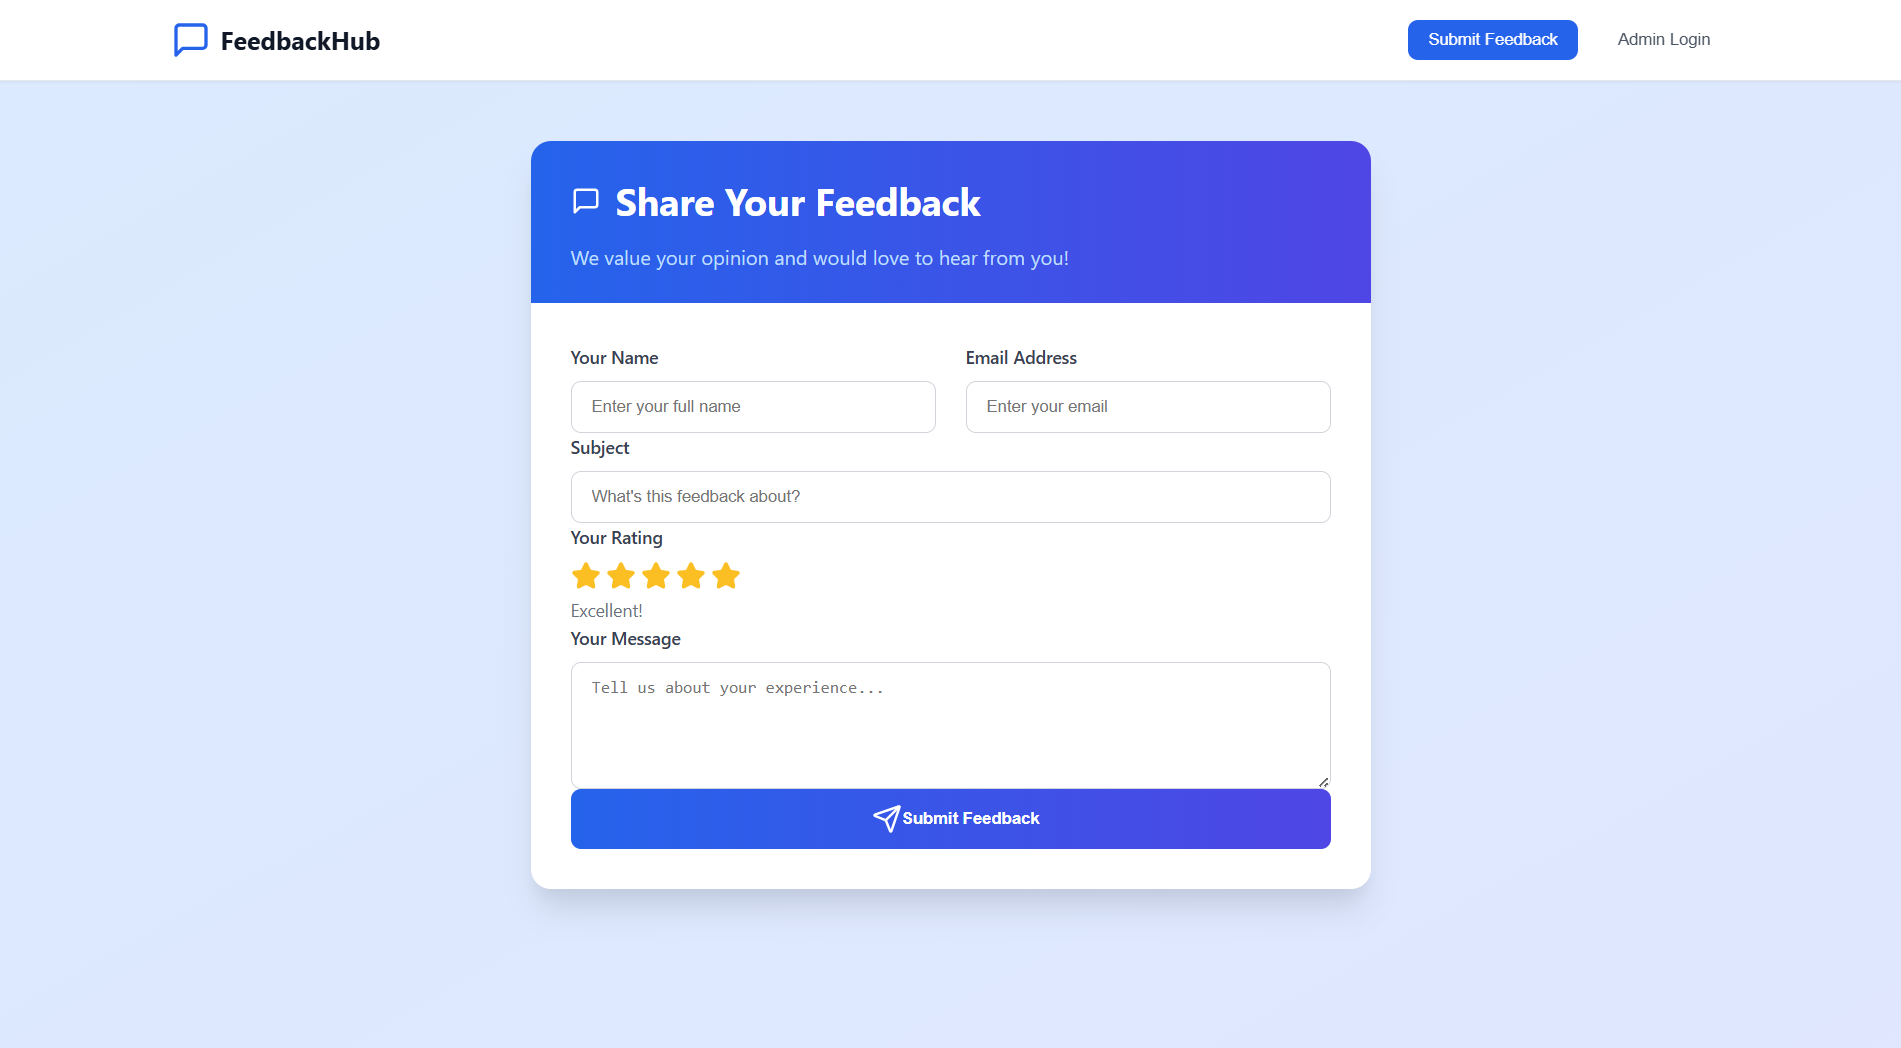 FeedbackHub
Submit Feedback
Admin Login
Share Your Feedback
We value your opinion and would love to hear from you!
Your Name
Email Address
Enter your full name
Enter your email
Subject
What's this feedback about?
Your Rating
Excellent!
Your Message
Tell us about your experience...
Submit Feedback